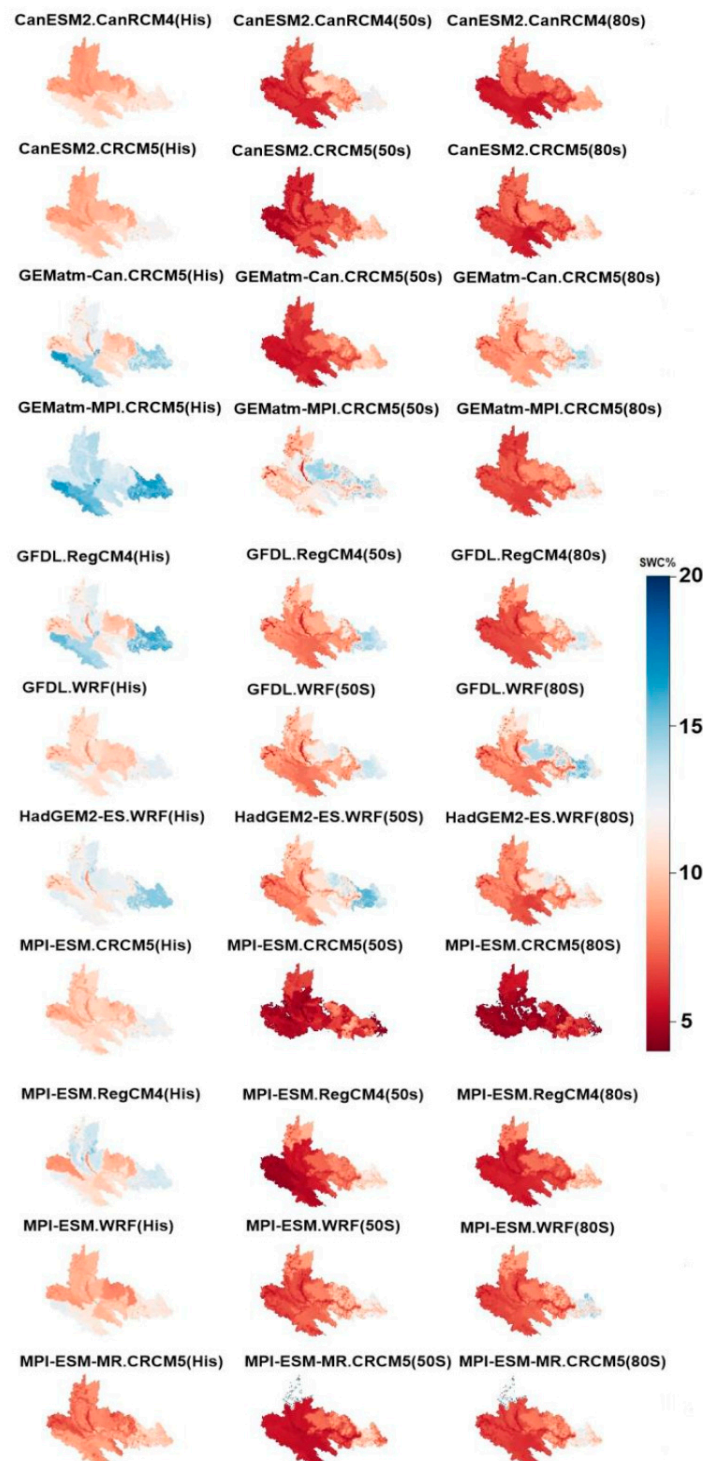 CanESM2.CanRCM4(His) CanESM2.CanRCM4(50s) CanESM2.CanRCM4(80s)
CanESM2.CRCM5(His) CanESM2.CRCM5(50s) CanESM2.CRCM5(80s)
GEMatm-Can.CRCM5(His) GEMatm-Can.CRCM5(50s) GEMatm-Can.CRCM5(80s)
GEMatm-MPI.CRCM5(His) GEMatm-MPI.CRCM5(50s) GEMatm-MPI.CRCM5(80s)
GFDL.RegCM4(His) GFDL.RegCM4(50s) GFDL.RegCM4(80s)
SWC%
20
GFDL.WRF(His) GFDL.WRF(50S) GFDL.WRF(80S)
15
HadGEM2-ES.WRF(His) HadGEM2-ES.WRF(50S) HadGEM2-ES.WRF(80S)
10
MPI-ESM.CRCM5(His) MPI-ESM.CRCM5(50S) MPI-ESM.CRCM5(80S)
5
MPI-ESM.RegCM4(His) MPI-ESM.RegCM4(50s) MPI-ESM.RegCM4(80s)
MPI-ESM.WRF(His) MPI-ESM.WRF(50S) MPI-ESM.WRF(80S)
MPI-ESM-MR.CRCM5(His) MPI-ESM-MR.CRCM5(50S) MPI-ESM-MR.CRCM5(80S)